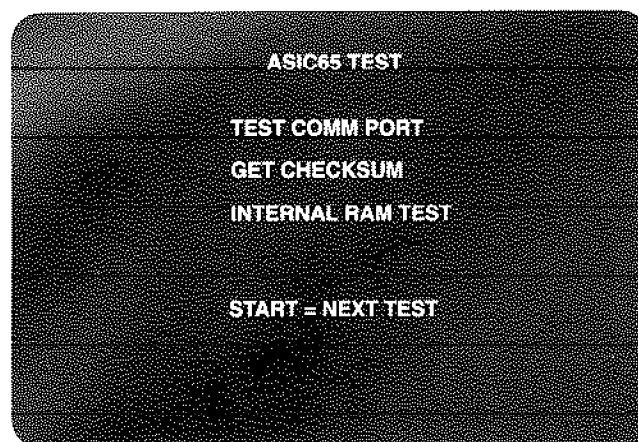 ASIC65 TEST
TEST COMM PORT
GET CHECKSUM
INTERNAL RAM TEST
START = NEXT TEST